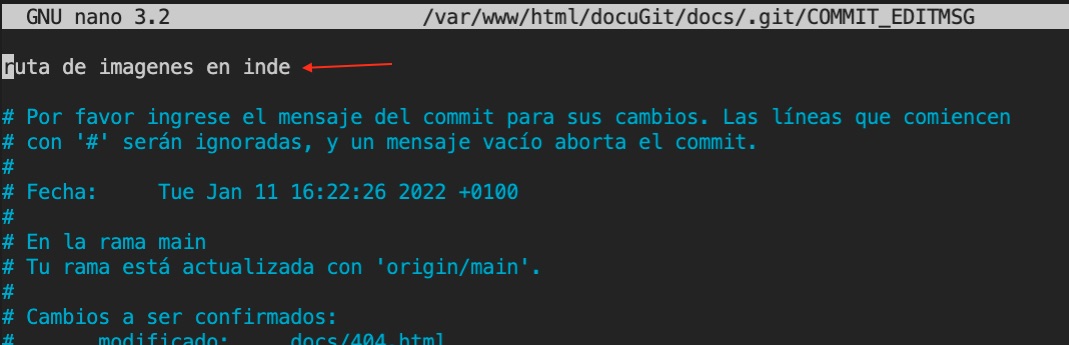 GNU nano 3.2 /var/www/html/docuGit/docs/.git/COMMIT_EDITMSG
ruta de imagenes en inde
# Por favor ingrese el mensaje del commit para sus cambios. Las líneas que comiencen
# con '#' serán ignoradas, y un mensaje vacío aborta el commit.
#
# Fecha: Tue Jan 11 16:22:26 2022 +0100
#
# En la rama main
# Tu rama está actualizada con 'origin/main'.
#
# Cambios a ser confirmados:
# modificado: docs/404.html